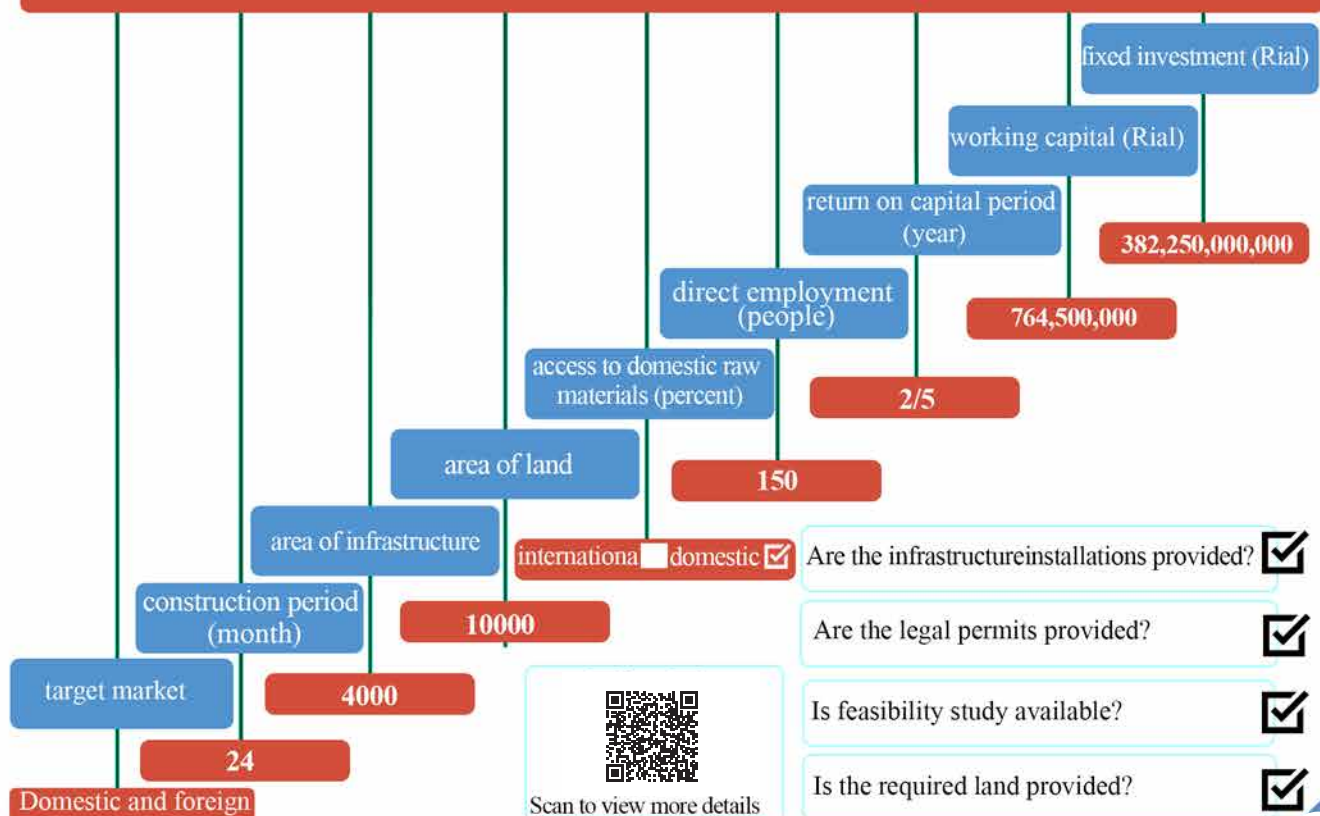 fixed investment (Rial)
382,250,000,000
working capital (Rial)
764,500,000
return on capital period
(year)
2/5
direct employment
(people)
150
access to domestic raw
materials (percent)
internationa domestic
area of land
10000
area of infrastructure
4000
construction period
(month)
24
target market
Domestic and foreign
Are the infrastructureinstallations provided?
Are the legal permits provided?
Is feasibility study available?
Is the required land provided?
Scan to view more details